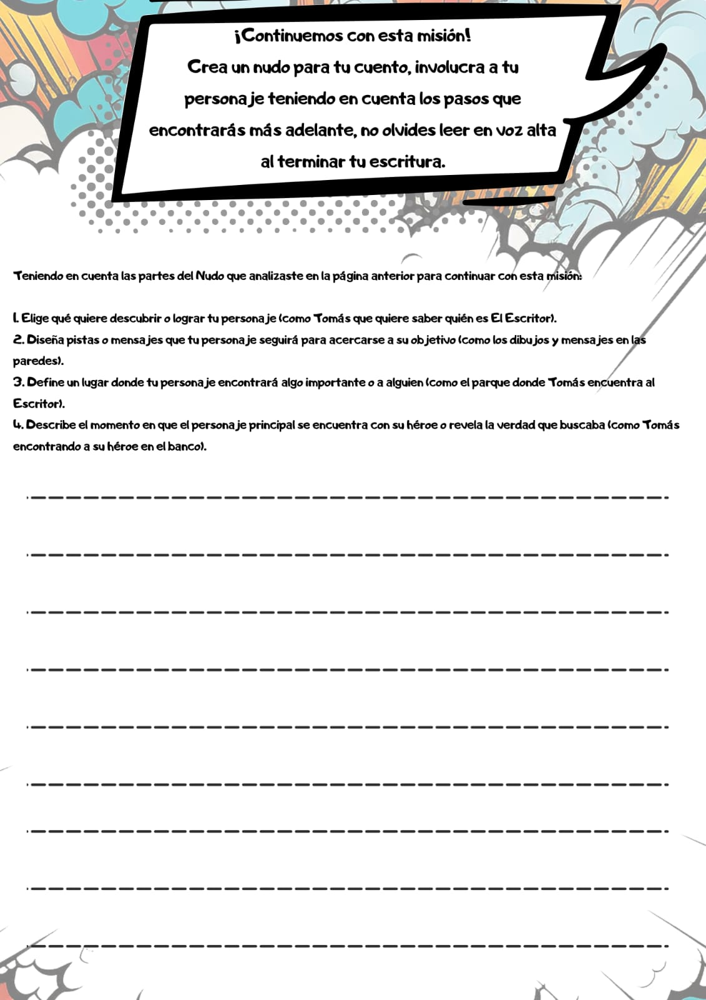 ¡Continuemos con esta misión!
Crea un nudo para tu cuento, involucra a tu
personaje teniendo en cuenta los pasos que
encontrarás más adelante, no olvides leer en voz alta
al terminar tu escritura.
Teniendo en cuenta las partes del Nudo que analizaste en la página anterior para continuar con esta misión:
1. Elige qué quiere descubrir o lograr tu personaje (como Tomás que quiere saber quién es El Escritor).
2. Diseña pistas o mensajes que tu personaje seguirá para acercarse a su objetivo (como los dibujos y mensajes en las
paredes).
3. Define un lugar donde tu personaje encontrará algo importante o a alguien (como el parque donde Tomás encuentra al
Escritor).
4. Describe el momento en que el personaje principal se encuentra con su héroe o revela la verdad que buscaba (como Tomás
encontrando a su héroe en el banco).